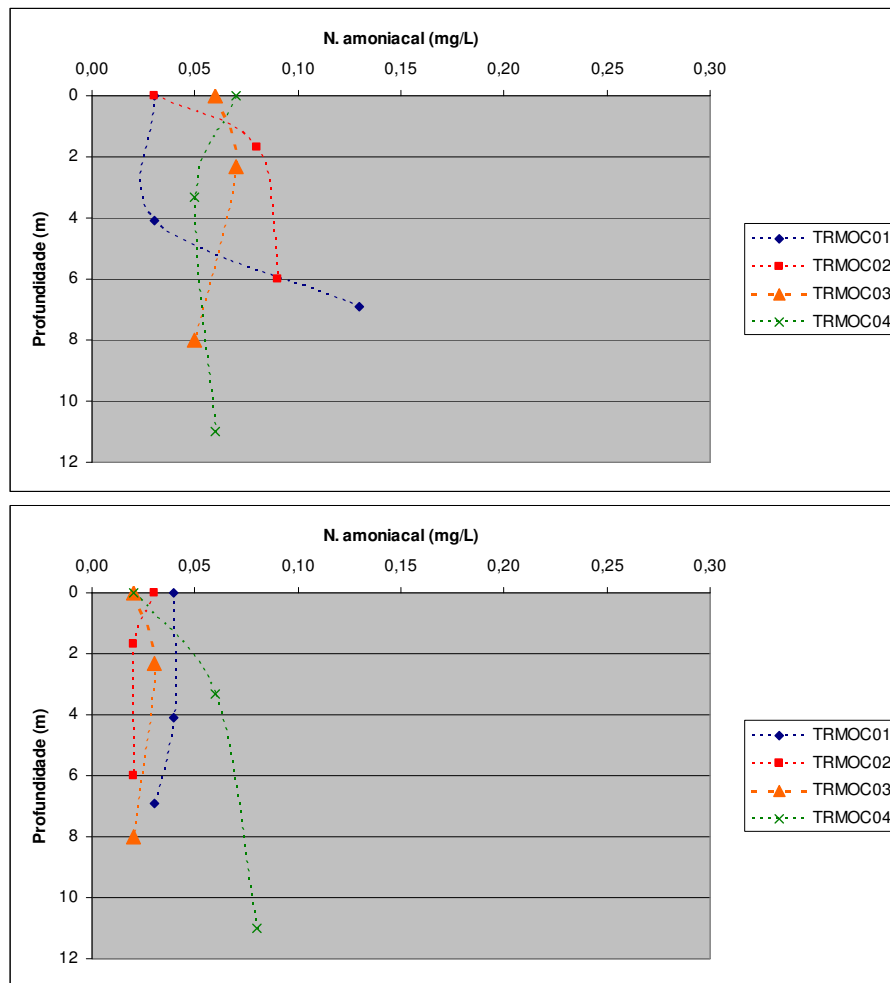 N. amoniacal (mg/L)
0,00 0,05 0,10 0,15 0,20 0,25 0,30
0
2
4
6
8
10
12
Profundidade (m)
TRMOC01
TRMOC02
TRMOC03
TRMOC04
N. amoniacal (mg/L)
0,00 0,05 0,10 0,15 0,20 0,25 0,30
0
2
4
6
8
10
12
Profundidade (m)
TRMOC01
TRMOC02
TRMOC03
TRMOC04